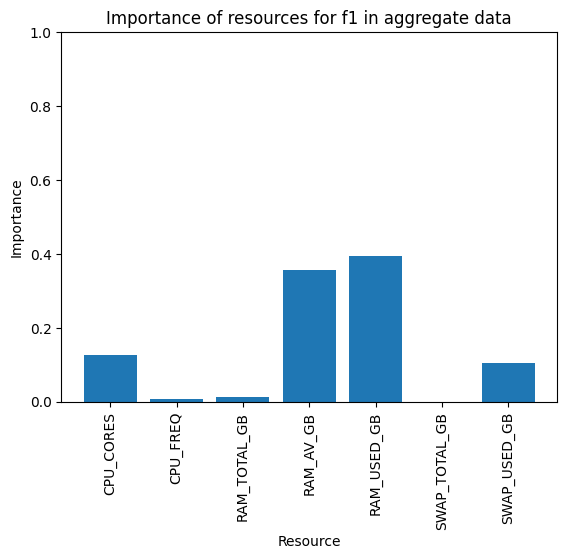 Importance of resources for f1 in aggregate data
Importance
1.0
0.8
0.6
0.4
0.2
0.0
CPU_CORES
CPU_FREQ
RAM_TOTAL_GB
RAM_AV_GB
RAM_USED_GB
SWAP_TOTAL_GB
SWAP_USED_GB
Resource